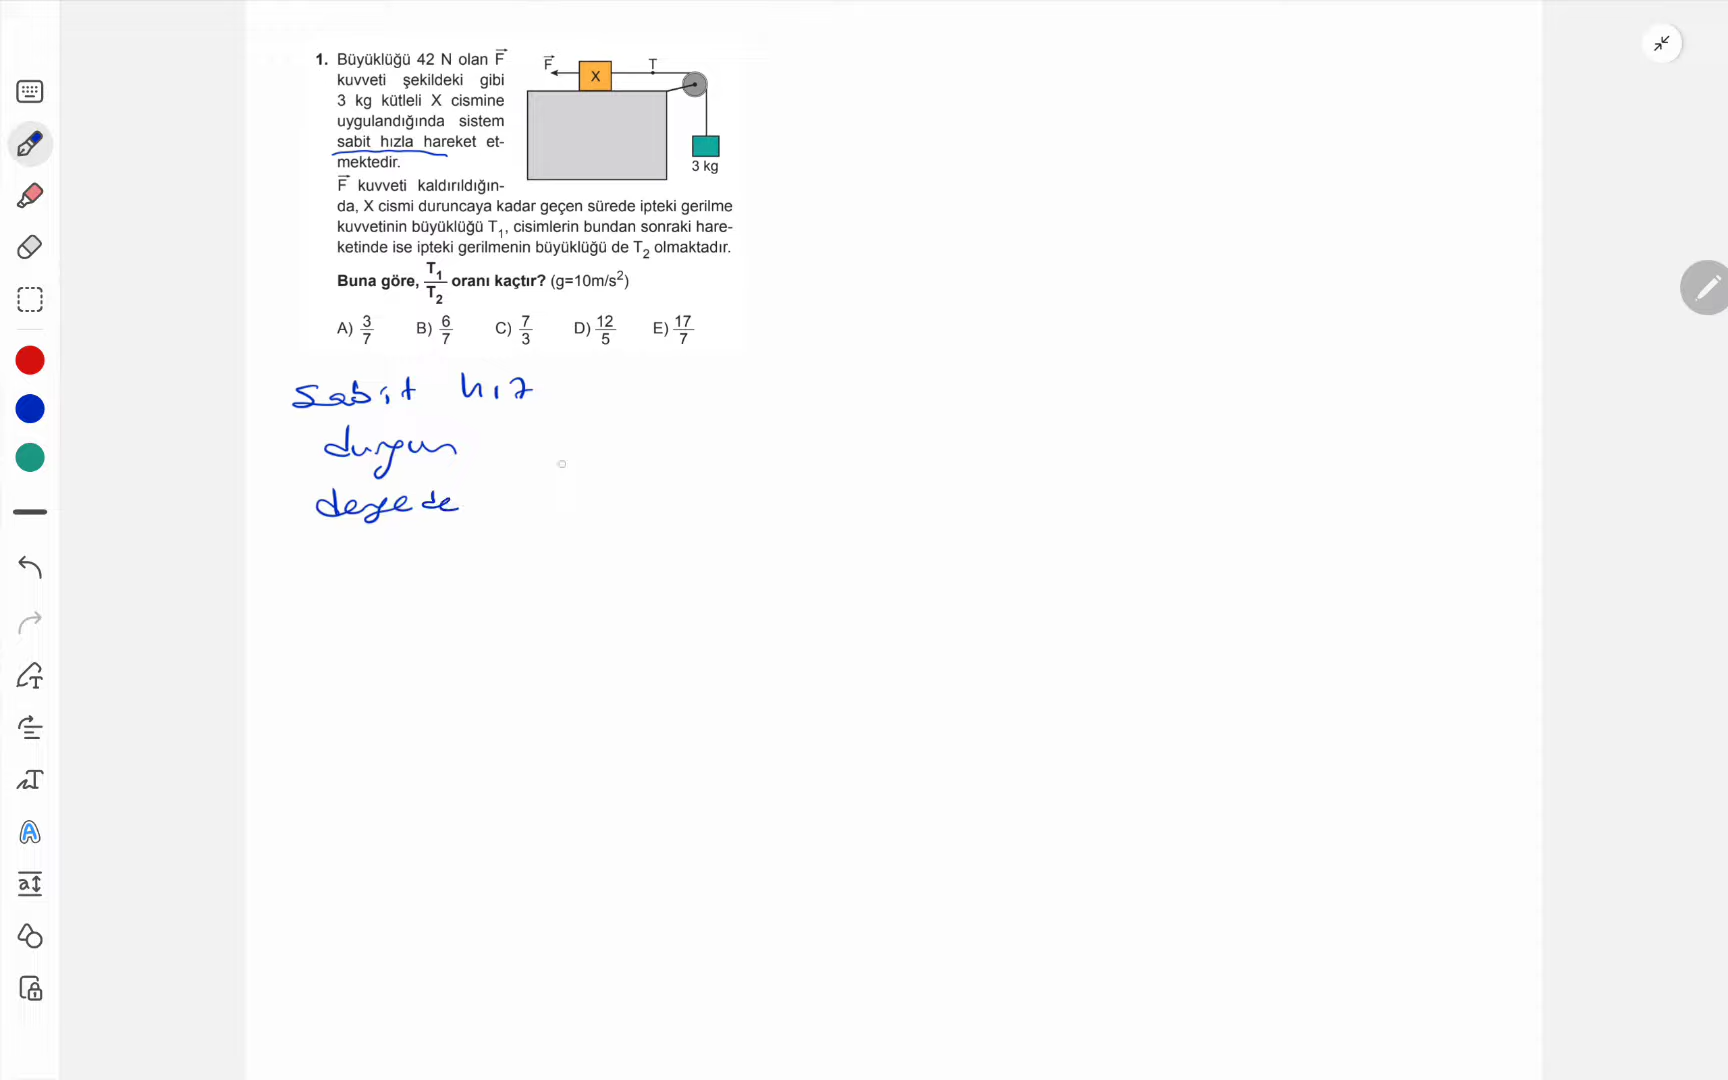 1. Büyüklüğü 42 N olan F
kuvveti şekildeki gibi
3 kg kütleli X cismine
uygulandığında sistem
sabit hızla hareket et-
mektedir.
F kuvveti kaldırıldığın-
da, X cismi duruncaya kadar geçen sürede ipteki gerilme
kuvvetinin büyüklüğü T1, cisimlerin bundan sonraki hare-
ketinde ise ipteki gerilmenin büyüklüğü de T2 olmaktadır.
F
X
T
3 kg
Buna göre, T1/T2 oranı kaçtır? (g=10m/s²)
A) 3/7 B) 6/7 C) 7/3 D) 12/5 E) 17/7
Sabit hız
durgun
dengede